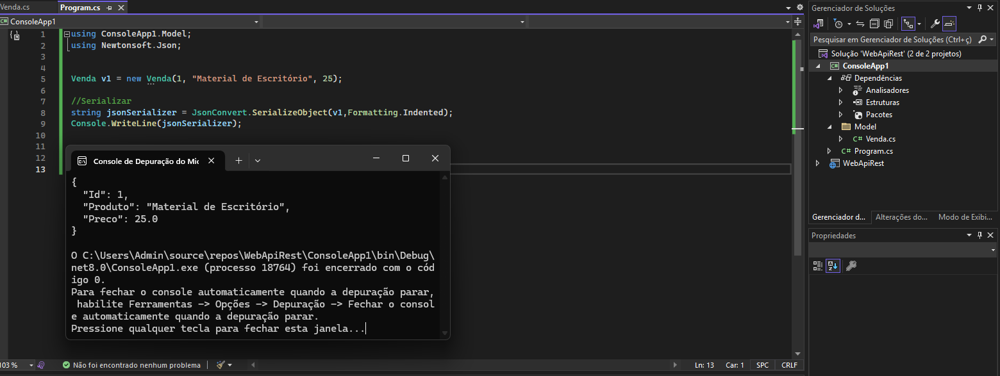 Venda.cs
Program.cs
ConsoleApp1
1 using ConsoleApp1.Model;
2 using Newtonsoft.Json;
3
4
5 Venda v1 = new Venda(1, "Material de Escritório", 25);
6
7 //Serializar
8 string jsonSerializer = JsonConvert.SerializeObject(v1,Formatting.Indented);
9 Console.WriteLine(jsonSerializer);
10
11
12
13
Console de Depuração do Mic
{
"Id": 1,
"Produto": "Material de Escritório",
"Preco": 25.0
}
O C:\Users\Admin\source\repos\WebApiRest\ConsoleApp1\bin\Debug\
net8.0\ConsoleApp1.exe (processo 18764) foi encerrado com o cód
igo 0.
Para fechar o console automaticamente quando a depuração parar,
habilite Ferramentas -> Opções -> Depuração -> Fechar o consol
e automaticamente quando a depuração parar.
Pressione qualquer tecla para fechar esta janela...
103 %
Não foi encontrado nenhum problema
Ln: 13 Car: 1 SPC CRLF
Gerenciador de Soluções
Pesquisar em Gerenciador de Soluções (Ctrl+ç)
Solução 'WebApiRest' (2 de 2 projetos)
C# ConsoleApp1
Dependências
Analisadores
Estruturas
Pacotes
Model
C# Venda.cs
C# Program.cs
WebApiRest
Gerenciador d... Alterações do... Modo de Exibi...
Propriedades